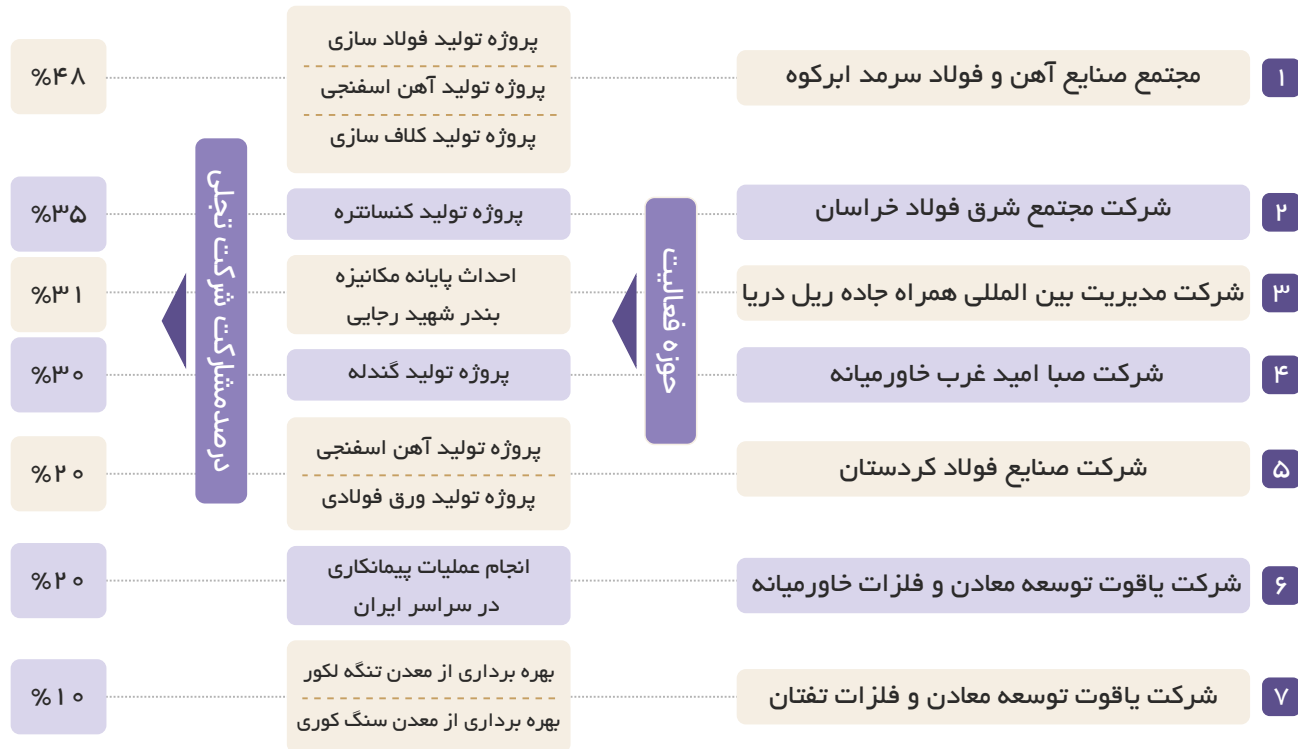 ۱
مجتمع صنایع آهن و فولاد سرمد ابرکوه
پروژه تولید فولاد سازی
پروژه تولید آهن اسفنجی
پروژه تولید کلاف سازی
%۴۸
۲
شرکت مجتمع شرق فولاد خراسان
پروژه تولید کنسانتره
%۳۵
۳
شرکت مدیریت بین المللی همراه جاده ریل دریا
احداث پایانه مکانیزه
بندر شهید رجایی
%۳۱
۴
شرکت صبا امید غرب خاورمیانه
پروژه تولید گندله
%۳۰
۵
شرکت صنایع فولاد کردستان
پروژه تولید آهن اسفنجی
پروژه تولید ورق فولادی
%۲۰
۶
شرکت یاقوت توسعه معادن و فلزات خاورمیانه
انجام عملیات پیمانکاری
در سراسر ایران
%۲۰
۷
شرکت یاقوت توسعه معادن و فلزات تفتان
بهره برداری از معدن تنگه لکور
بهره برداری از معدن سنگ کوری
%۱۰
حوزه فعالیت
درصدمشارکت شرکت تجلی